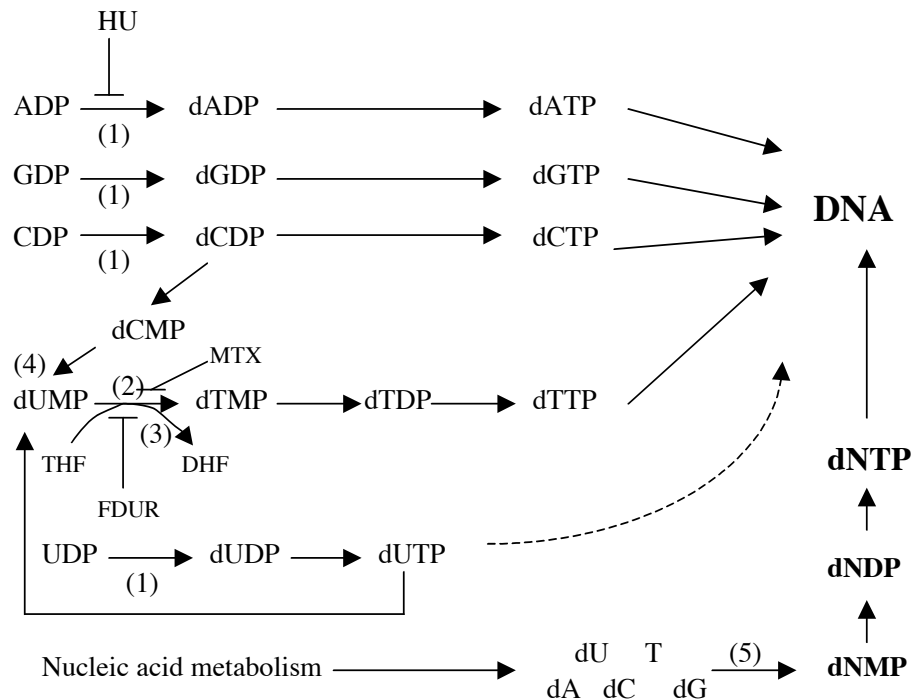 HU
ADP dADP dATP
(1)
GDP dGDP dGTP
(1)
DNA
CDP dCDP dCTP
(1)
dCMP
(4) MTX
(2)
dUMP dTMP dTDP dTTP
(3)
THF DHF
dNTP
FDUR
UDP dUDP dUTP
(1)
dNDP
dU T (5)
Nucleic acid metabolism dNMP
dA dC dG